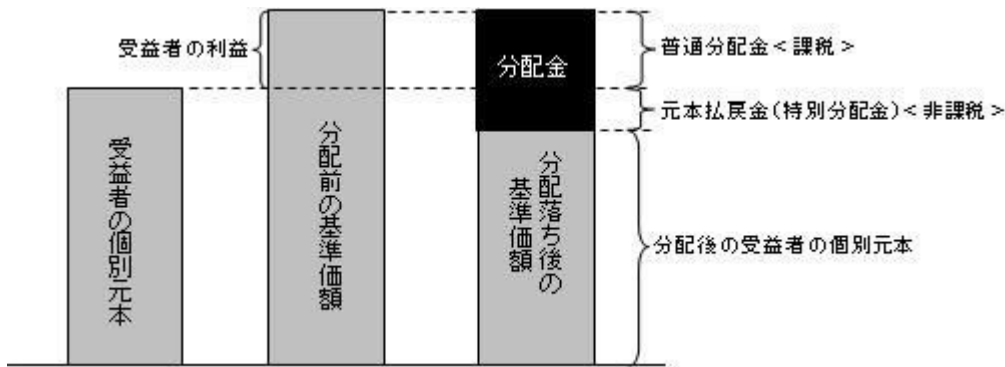 受益者の利益
分配金
普通分配金<課税>
元本払戻金(特別分配金)<非課税>
受益者の個別元本
分配前の基準価額
分配落ち後の
基準価額
分配後の受益者の個別元本